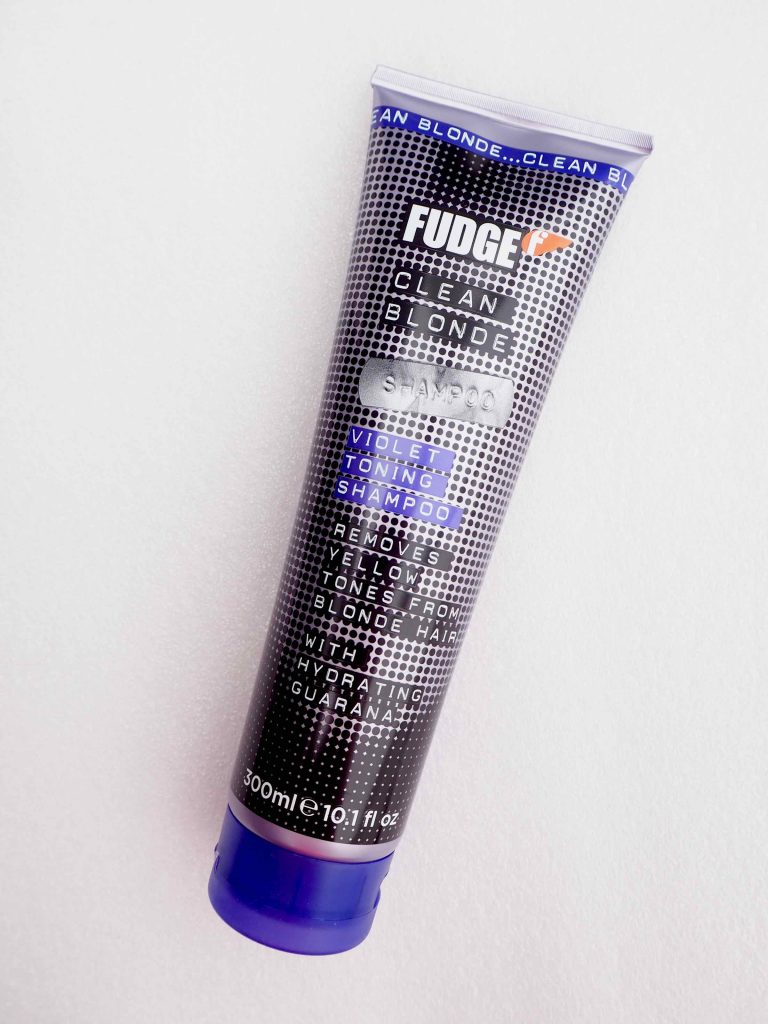 EAN BLONDE...CLEAN BL
FUDGE f
CLEAN
BLONDE
SHAMPOO
VIOLET
TONING
SHAMPOO
REMOVES
YELLOW
TONES FROM
BLONDE HAIR
WITH
HYDRATING
GUARANA
300ml e 10.1 fl oz